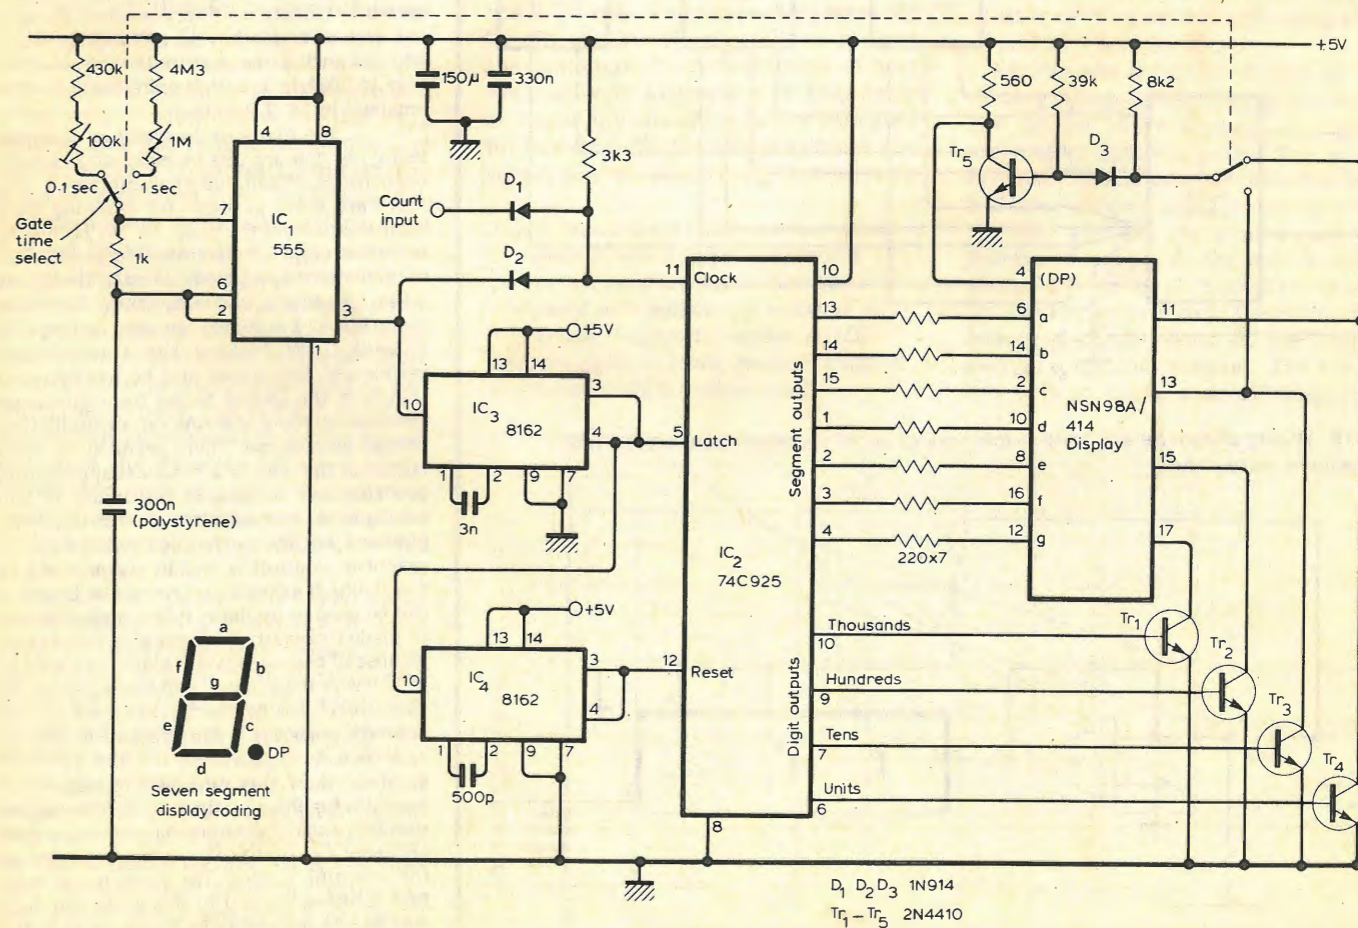 +5V
430k
4M3
150µ
330n
560
39k
8k2
4
8
100k
1M
3k3
Tr5
D3
0·1 sec
1 sec
D1
Count
input
7
IC1
555
Gate
time
select
1k
D2
11
Clock
10
4
(DP)
6
2
3
13
6
a
11
1
+5V
14
14
b
13
14
15
2
c
13
3
NSN98A/
414
Display
10
IC3
8162
4
5
Latch
Segment outputs
1
10
d
2
8
e
15
1
2
9
7
3
16
f
300n
(polystyrene)
3n
4
12
g
17
IC2
74C925
220x7
+5V
13
14
Thousands
10
Tr1
a
3
12
Reset
Tr2
f
b
g
10
IC4
8162
Hundreds
9
4
Digit outputs
Tr3
e
c
Tens
7
1
2
9
7
DP
Tr4
d
500p
Units
6
Seven segment
display coding
8
D1 D2 D3 1N914
Tr1 – Tr5 2N4410